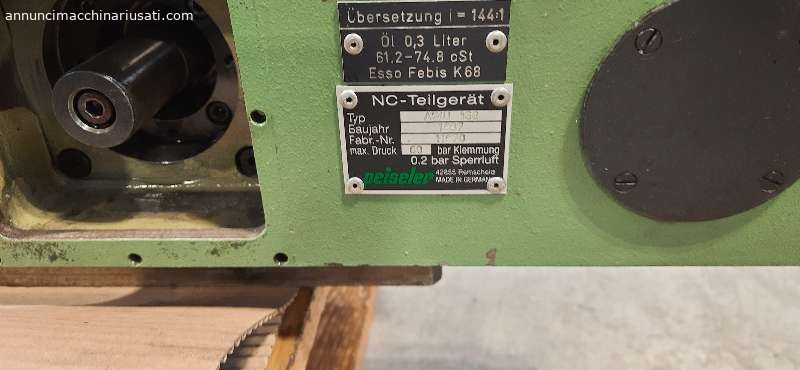 annuncimacchinariusati.com
Übersetzung i = 144:1
Öl 0,3 Liter
61.2-74.8 cSt
Esso Febis K68
NC-Teilgerät
Typ
Baujahr
Fabr.-Nr.
max. Druck 60 bar Klemmung
0.2 bar Sperrluft
peiseler 42855 Remscheid
MADE IN GERMANY